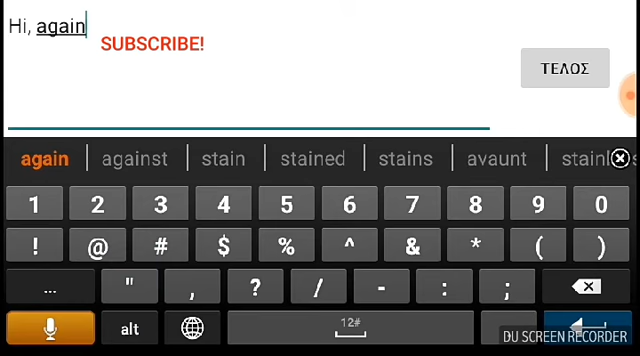 Hi, again
SUBSCRIBE!
ΤΕΛΟΣ
again against stain stained stains avaunt
1 2 3 4 5 6 7 8 9 0
! @ # $ % ^ & * ( )
... " , ? / - : ;
alt 12#
DU SCREEN RECORDER